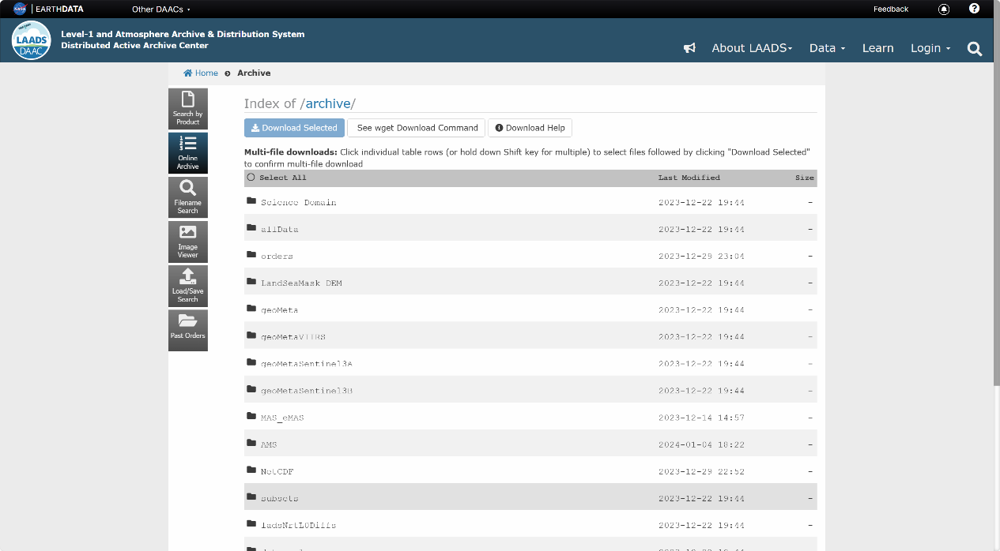 NASA EARTHDATA Other DAACs Feedback
LAADS DAAC
Level-1 and Atmosphere Archive & Distribution System
Distributed Active Archive Center
About LAADS Data Learn Login
Home Archive
Search by
Product
Online
Archive
Filename
Search
Image
Viewer
Load/Save
Search
Past Orders
Index of /archive/
Download Selected See wget Download Command Download Help
Multi-file downloads: Click individual table rows (or hold down Shift key for multiple) to select files followed by clicking "Download Selected"
to confirm multi-file download
Select All Last Modified Size
Science Domain 2023-12-22 19:44 -
allData 2023-12-22 19:44 -
orders 2023-12-29 23:04 -
LandSeaMask_DEM 2023-12-22 19:44 -
geoMeta 2023-12-22 19:44 -
geoMetaVIIRS 2023-12-22 19:44 -
geoMetaSentinel3A 2023-12-22 19:44 -
geoMetaSentinel3B 2023-12-22 19:44 -
MAS_eMAS 2023-12-14 14:57 -
AMS 2024-01-04 18:22 -
NetCDF 2023-12-29 22:52 -
subsets 2023-12-22 19:44 -
ladsNrtL0Diffs 2023-12-22 19:44 -